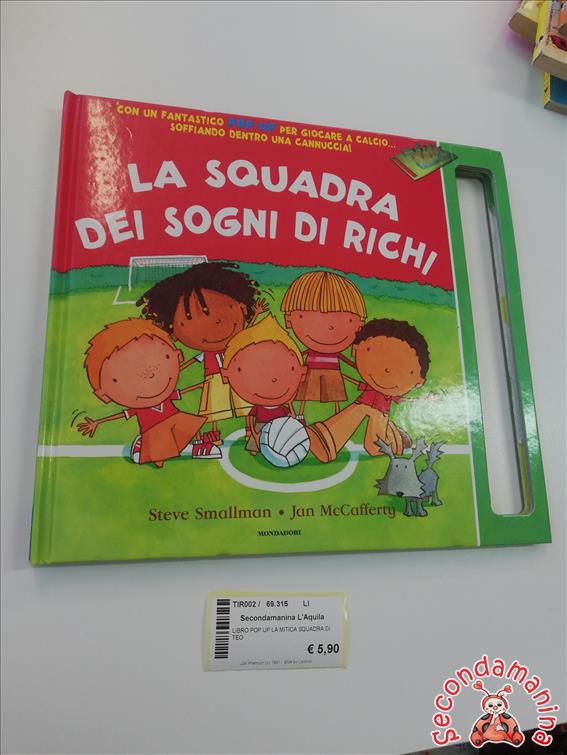 CON UN FANTASTICO POP-UP PER GIOCARE A CALCIO...
SOFFIANDO DENTRO UNA CANNUCCIA!
LA SQUADRA
DEI SOGNI DI RICHI
Steve Smallman • Jan McCafferty
MONDADORI
TIR002 / 69.315 LI
Secondamanina L'Aquila
LIBRO POP UP LA MITICA SQUADRA DI
TEO
€ 5,90
Secondamanina